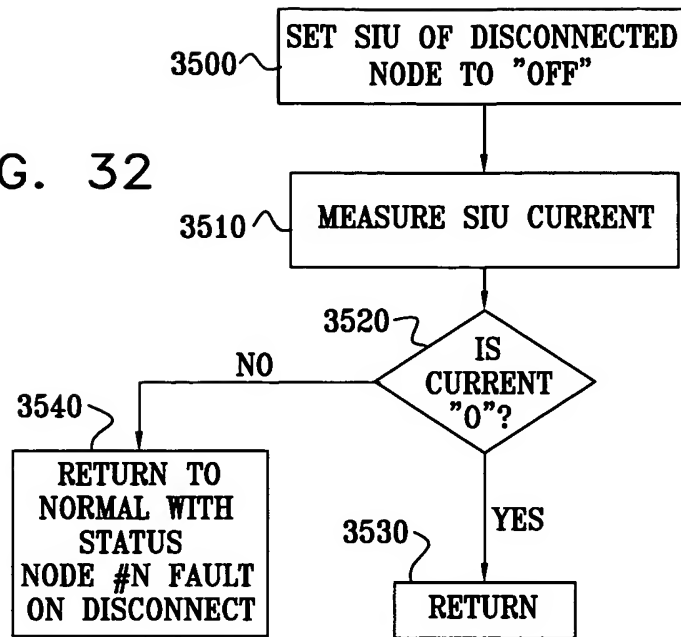 3500
SET SIU OF DISCONNECTED
NODE TO "OFF"
G. 32
3510
MEASURE SIU CURRENT
3520
IS
CURRENT
"0"?
NO
YES
3540
RETURN TO
NORMAL WITH
STATUS
NODE #N FAULT
ON DISCONNECT
3530
RETURN